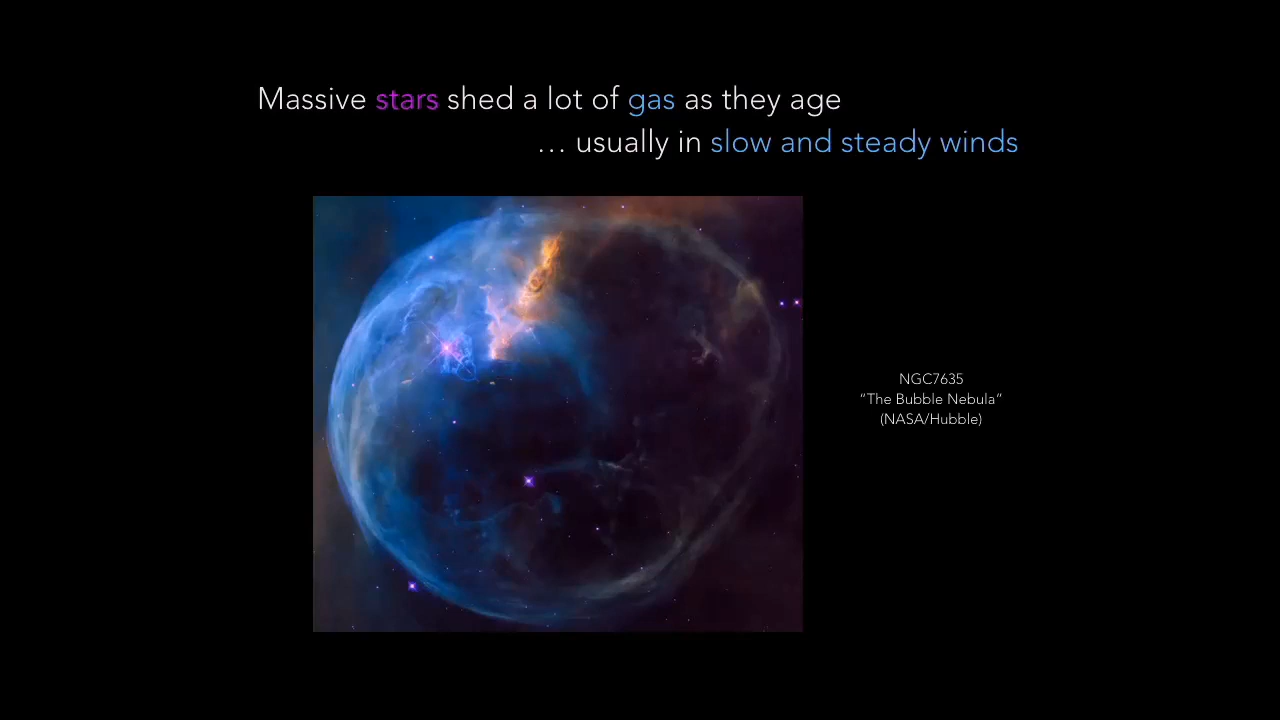 Massive stars shed a lot of gas as they age
… usually in slow and steady winds
NGC7635
“The Bubble Nebula”
(NASA/Hubble)